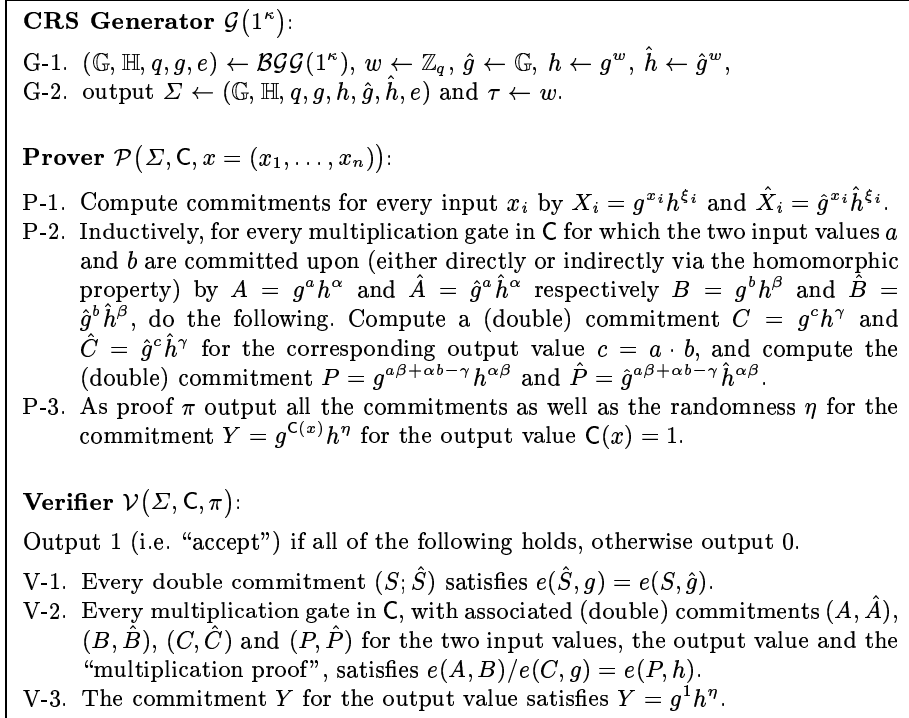 CRS Generator 𝒢(1^κ):
G-1. (𝔾, ℍ, q, g, e) ← ℬ𝒢𝒢(1^κ), w ← ℤ_q, ĝ ← 𝔾, h ← g^w, ĥ ← ĝ^w,
G-2. output Σ ← (𝔾, ℍ, q, g, h, ĝ, ĥ, e) and τ ← w.
Prover 𝒫(Σ, C, x = (x_1, . . . , x_n)):
P-1. Compute commitments for every input x_i by X_i = g^{x_i}h^{ξ_i} and X̂_i = ĝ^{x_i}ĥ^{ξ_i}.
P-2. Inductively, for every multiplication gate in C for which the two input values a
and b are committed upon (either directly or indirectly via the homomorphic
property) by A = g^a h^α and Â = ĝ^a ĥ^α respectively B = g^b h^β and B̂ =
ĝ^b ĥ^β, do the following. Compute a (double) commitment C = g^c h^γ and
Ĉ = ĝ^c ĥ^γ for the corresponding output value c = a · b, and compute the
(double) commitment P = g^{aβ+αb−γ}h^{αβ} and P̂ = ĝ^{aβ+αb−γ}ĥ^{αβ}.
P-3. As proof π output all the commitments as well as the randomness η for the
commitment Y = g^{C(x)}h^η for the output value C(x) = 1.
Verifier 𝒱(Σ, C, π):
Output 1 (i.e. “accept”) if all of the following holds, otherwise output 0.
V-1. Every double commitment (S; Ŝ) satisfies e(Ŝ, g) = e(S, ĝ).
V-2. Every multiplication gate in C, with associated (double) commitments (A, Â),
(B, B̂), (C, Ĉ) and (P, P̂) for the two input values, the output value and the
“multiplication proof”, satisfies e(A, B)/e(C, g) = e(P, h).
V-3. The commitment Y for the output value satisfies Y = g^1 h^η.